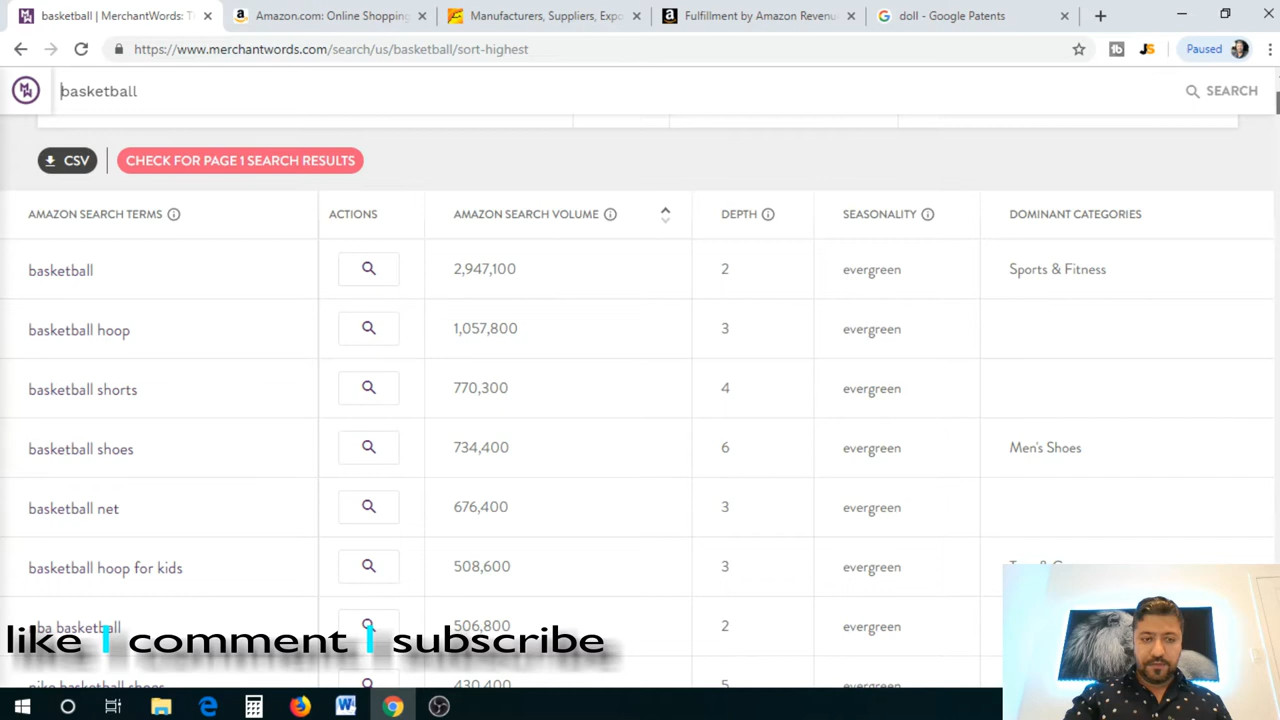 basketball | MerchantWords: T
Amazon.com: Online Shopping
Manufacturers, Suppliers, Expo
Fulfillment by Amazon Revenu
doll - Google Patents
https://www.merchantwords.com/search/us/basketball/sort-highest
Paused
basketball
SEARCH
CSV
CHECK FOR PAGE 1 SEARCH RESULTS
AMAZON SEARCH TERMS ACTIONS AMAZON SEARCH VOLUME DEPTH SEASONALITY DOMINANT CATEGORIES
basketball 2,947,100 2 evergreen Sports & Fitness
basketball hoop 1,057,800 3 evergreen
basketball shorts 770,300 4 evergreen
basketball shoes 734,400 6 evergreen Men's Shoes
basketball net 676,400 3 evergreen
basketball hoop for kids 508,600 3 evergreen
basketball 506,800 2 evergreen
like I comment I subscribe
nike basketball shoes 430,400 5 evergreen